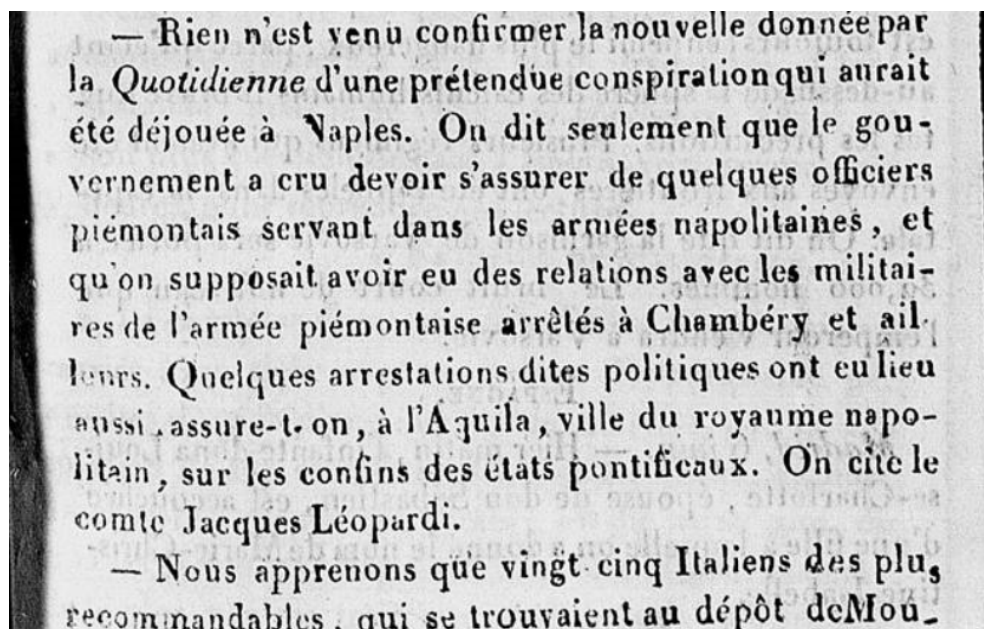 — Rien n'est venu confirmer la nouvelle donnée par
la Quotidienne d'une prétendue conspiration qui aurait
été déjouée à Naples. On dit seulement que le gou-
vernement a cru devoir s'assurer de quelques officiers
piémontais servant dans les armées napolitaines, et
qu'on supposait avoir eu des relations avec les militai-
res de l'armée piémontaise arrêtés à Chambéry et ail-
leurs. Quelques arrestations dites politiques ont eu lieu
aussi, assure-t-on, à l'Aquila, ville du royaume napo-
litain, sur les confins des états pontificaux. On cite le
comte Jacques Léopardi.
— Nous apprenons que vingt-cinq Italiens des plus
recommandables, qui se trouvaient au dépôt de Mou-